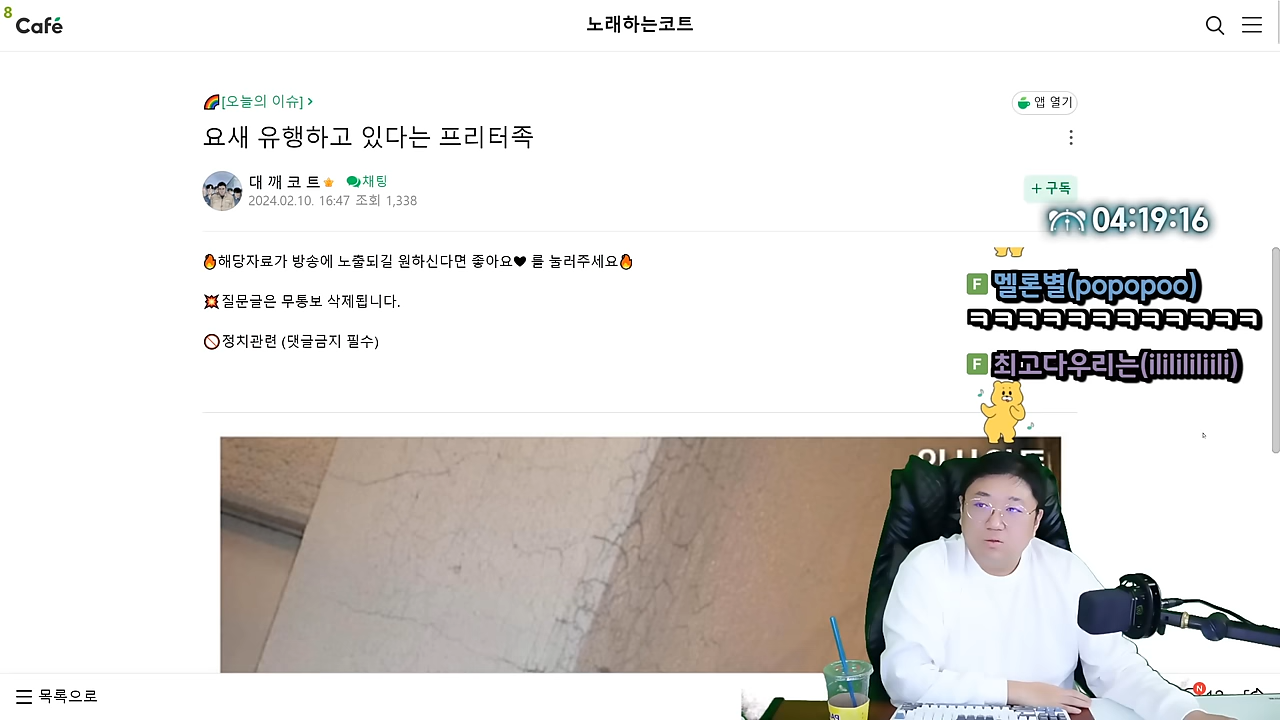 8
Café
노래하는코트
[오늘의 이슈] >
앱 열기
요새 유행하고 있다는 프리터족
대 깨 코 트
채팅
2024.02.10. 16:47 조회 1,338
+ 구독
04:19:16
해당자료가 방송에 노출되길 원하신다면 좋아요 를 눌러주세요
질문글은 무통보 삭제됩니다.
정치관련 (댓글금지 필수)
F 멜론별(popopoo)
ㅋㅋㅋㅋㅋㅋㅋㅋㅋㅋㅋㅋ
F 최고다우리는(ililililiili)
목록으로
N